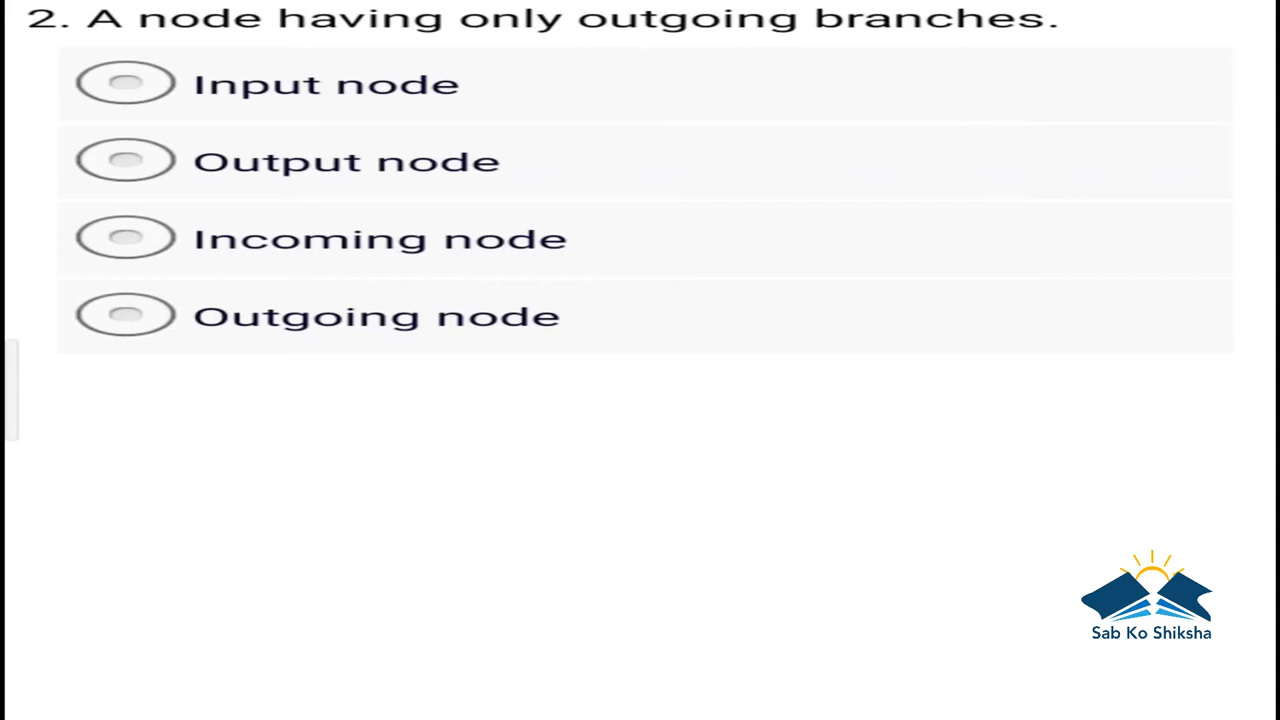 2. A node having only outgoing branches.
Input node
Output node
Incoming node
Outgoing node
Sab Ko Shiksha